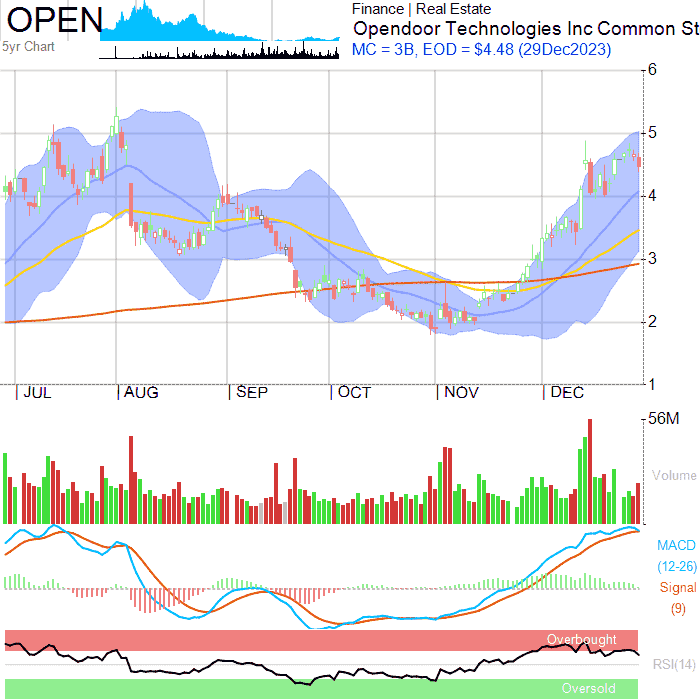 OPEN
5yr Chart
Finance | Real Estate
Opendoor Technologies Inc Common St
MC = 3B, EOD = $4.48 (29Dec2023)
6
5
4
3
2
1
JUL AUG SEP OCT NOV DEC
56M
Volume
MACD
(12-26)
Signal
(9)
Overbought
RSI(14)
Oversold